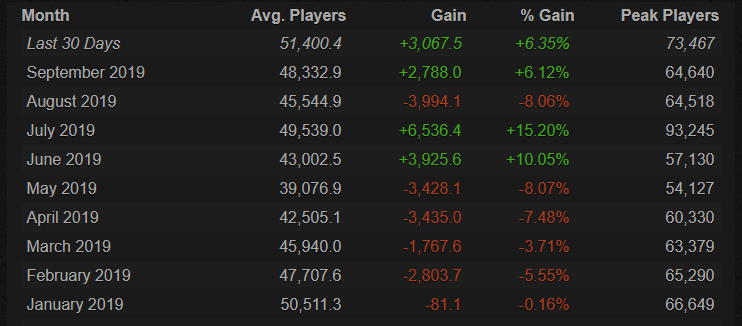 Month Avg. Players Gain % Gain Peak Players
Last 30 Days 51,400.4 +3,067.5 +6.35% 73,467
September 2019 48,332.9 +2,788.0 +6.12% 64,640
August 2019 45,544.9 -3,994.1 -8.06% 64,518
July 2019 49,539.0 +6,536.4 +15.20% 93,245
June 2019 43,002.5 +3,925.6 +10.05% 57,130
May 2019 39,076.9 -3,428.1 -8.07% 54,127
April 2019 42,505.1 -3,435.0 -7.48% 60,330
March 2019 45,940.0 -1,767.6 -3.71% 63,379
February 2019 47,707.6 -2,803.7 -5.55% 65,290
January 2019 50,511.3 -81.1 -0.16% 66,649